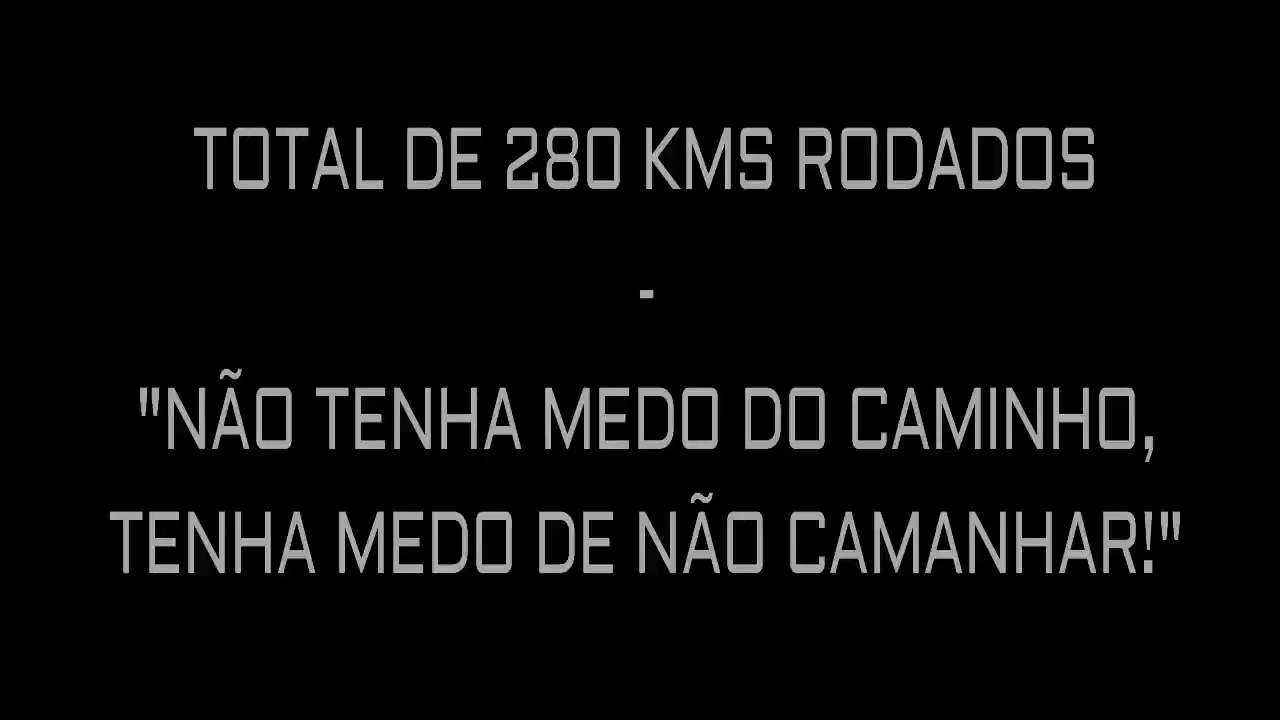 TOTAL DE 280 KMS RODADOS
-
"NÃO TENHA MEDO DO CAMINHO,
TENHA MEDO DE NÃO CAMANHAR!"